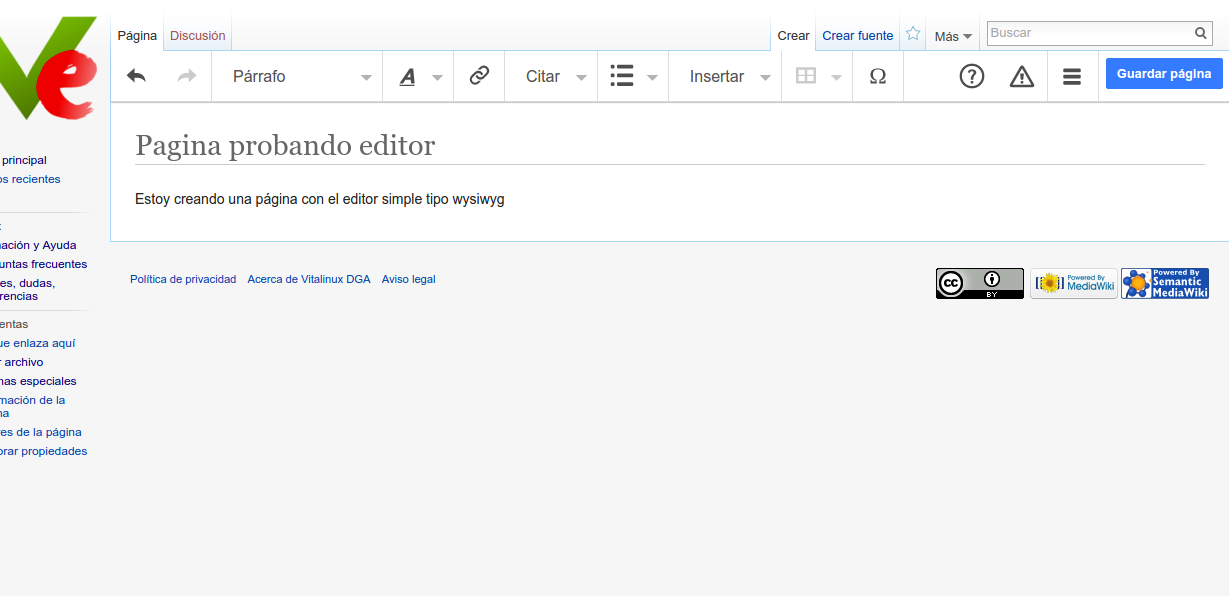 Página Discusión Crear Crear fuente Más Buscar
Párrafo A Citar Insertar Ω ? Guardar página
Pagina probando editor
Estoy creando una página con el editor simple tipo wysiwyg
principal
os recientes
ación y Ayuda
untas frecuentes
es, dudas,
rencias
entas
ue enlaza aquí
r archivo
nas especiales
mación de la
na
res de la página
orar propiedades
Política de privacidad Acerca de Vitalinux DGA Aviso legal
cc BY
Powered By
MediaWiki
Powered By
Semantic
MediaWiki